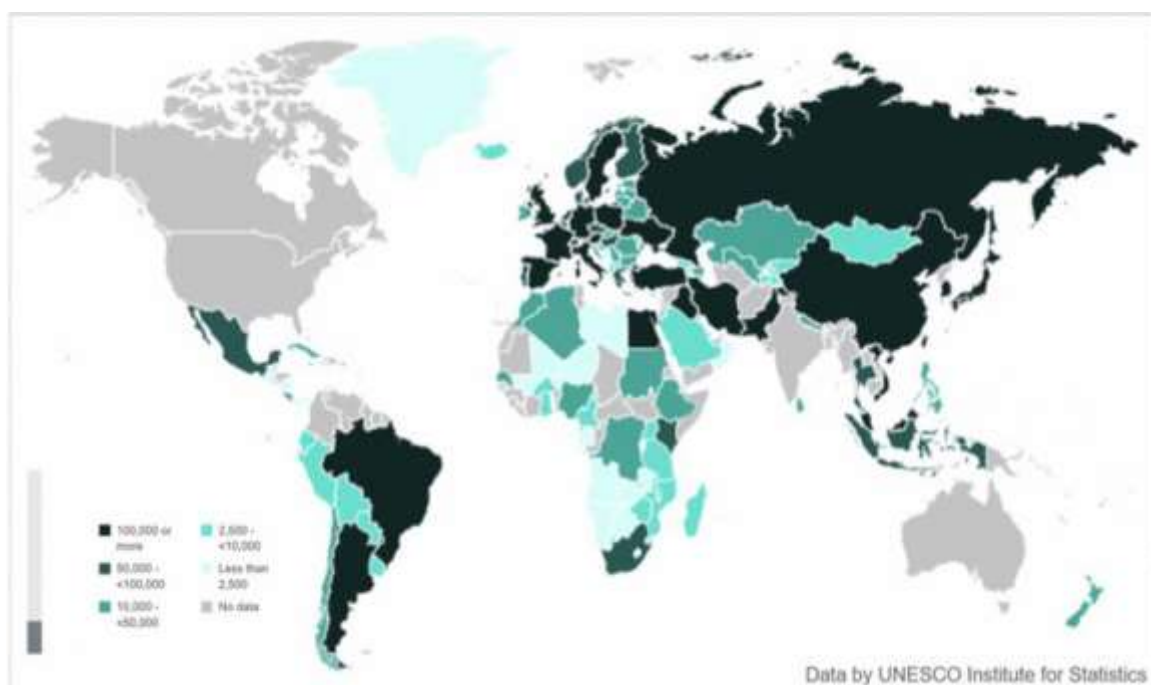 100,000 or
more
50,000 -
<100,000
10,000 -
<50,000
2,500 -
<10,000
Less than
2,500
No data
Data by UNESCO Institute for Statistics